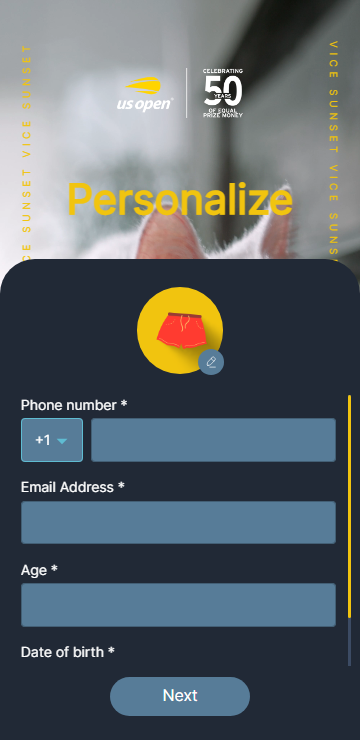 CELEBRATING
50
YEARS
OF EQUAL
PRIZE MONEY
us open
VICE SUNSET VICE SUNSET
VICE SUNSET VICE SUNS
Personalize
Phone number *
+1
Email Address *
Age *
Date of birth *
Next